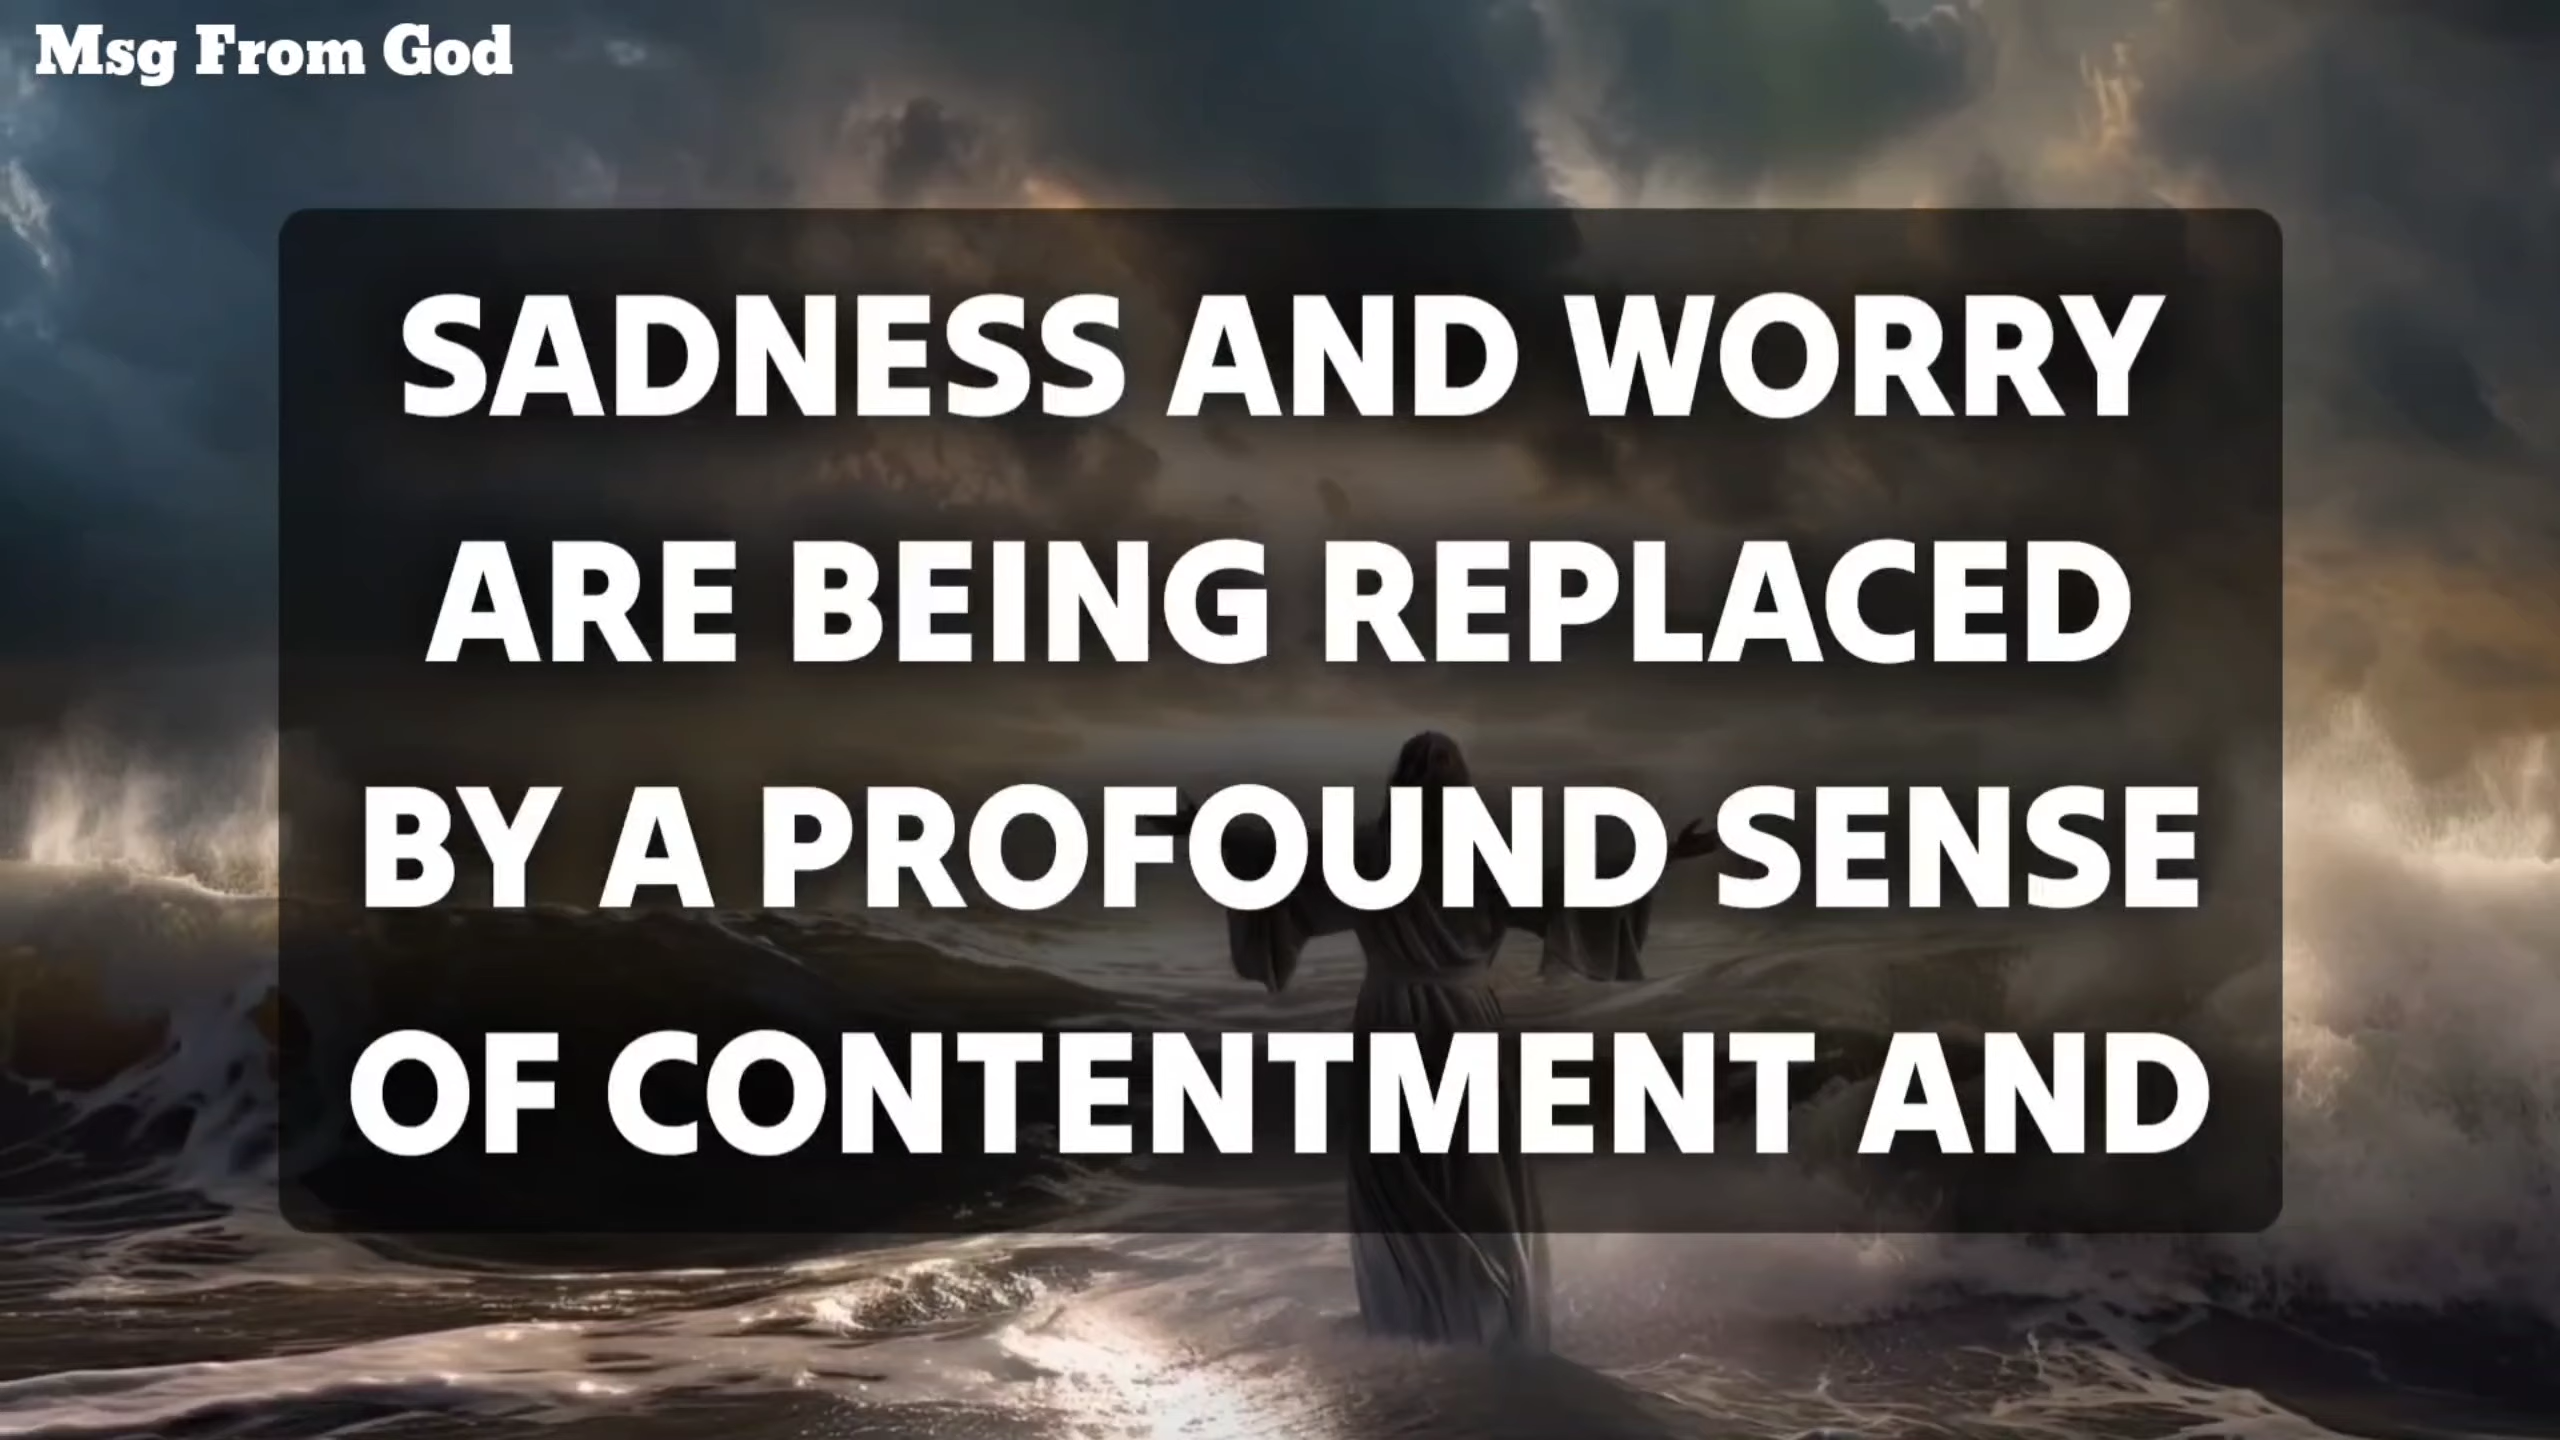 Msg From God
SADNESS AND WORRY
ARE BEING REPLACED
BY A PROFOUND SENSE
OF CONTENTMENT AND